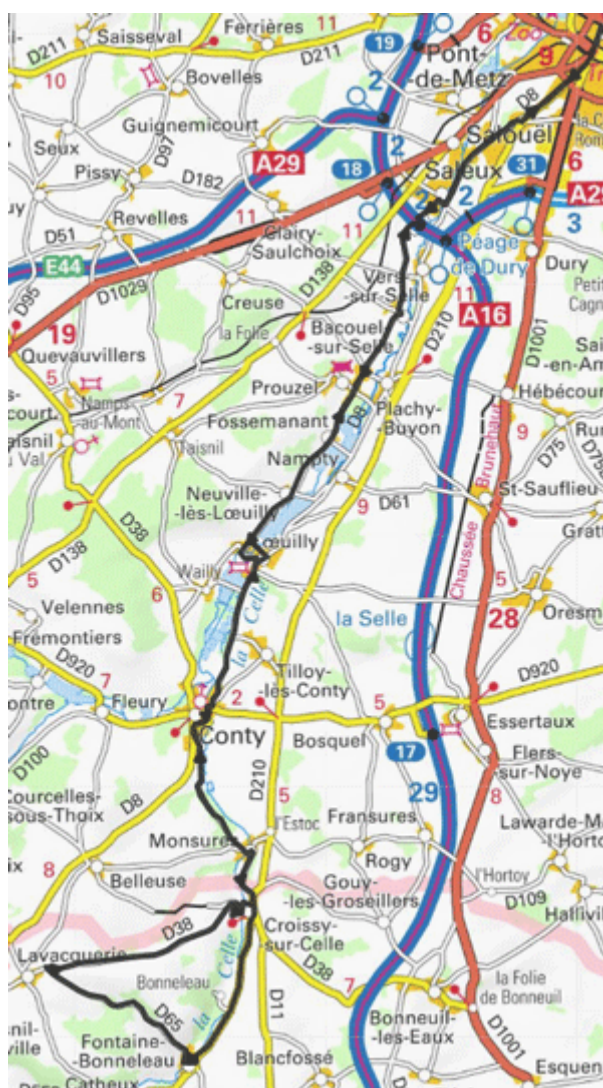 D211
Saisseval
Ferrières
11
D211
19
6
Zoo
9
Pont-
-de-Metz
10
Bovelles
2
D8
Guignemicourt
Salouël
Seux
D97
Pissy
A29
2
Saleux
31
6
D182
18
2
2
3
D51
Revelles
11
Clairy-
Saulchoix
11
Péage
de Dury
Dury
E44
D95
D1029
Creuse
D138
Vers-
-sur-Selle
11
A16
D1001
19
la Folie
Bacouel
-sur-Selle
D210
Quevauvillers
5
Namps-
au-Mont
7
Prouzel
Hébécourt
Fossemanant
D8
Plachy-
-Buyon
Brunehaut
9
Taisnil
Nampty
D75
Neuville-
-lès-Lœuilly
9
D61
St-Sauflieu
D138
D38
Lœuilly
Chaussée
5
5
6
Wailly
Celle
la
la Selle
28
Velennes
Frémontiers
D920
7
Tilloy-
-lès-Conty
D920
Fleury
2
5
Essertaux
Conty
Bosquel
17
D100
Flers-
-sur-Noye
D210
29
D8
5
8
Courcelles-
-sous-Thoix
l'Estoc
Fransures
Monsures
Rogy
8
Belleuse
l'Hortoy
Gouy-
-les-Groseillers
D109
D38
Croissy-
-sur-Celle
Lavacquerie
Celle
D38
7
Bonneleau
la Folie
de Bonneuil
D65
la
D11
Fontaine-
-Bonneleau
Bonneuil-
-les-Eaux
D1001
Catheux
Blancfossé